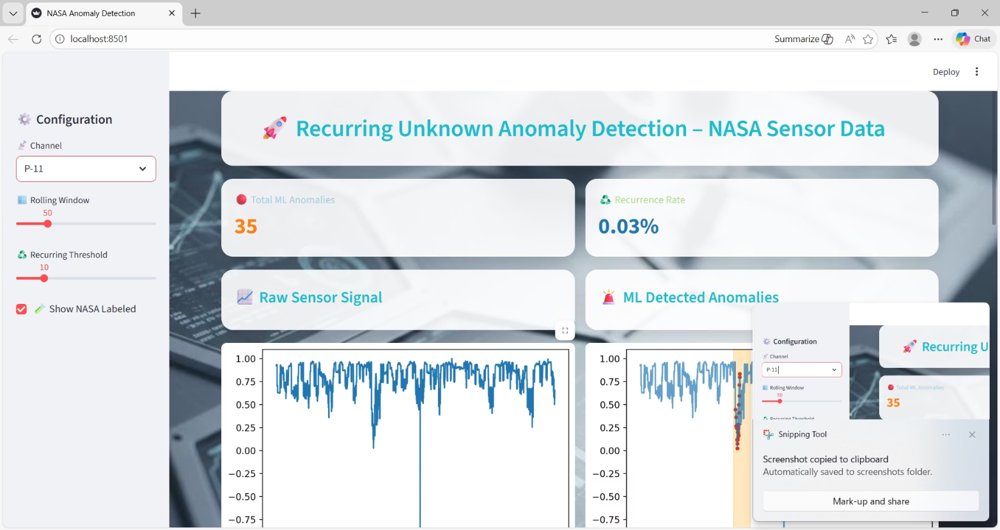 NASA Anomaly Detection
localhost:8501
Summarize
Chat
Deploy
Configuration
Channel
P-11
Rolling Window
50
Recurring Threshold
10
Show NASA Labeled
Recurring Unknown Anomaly Detection – NASA Sensor Data
Total ML Anomalies
35
Recurrence Rate
0.03%
Raw Sensor Signal
ML Detected Anomalies
1.00
0.75
0.50
0.25
0.00
−0.25
−0.50
−0.75
1.00
0.75
0.50
0.25
0.00
−0.25
−0.50
−0.75
Configuration
Channel
P-11
Rolling Window
50
Recurring Threshold
Recurring U
Total ML Anomalies
35
Snipping Tool
Screenshot copied to clipboard
Automatically saved to screenshots folder.
Mark-up and share